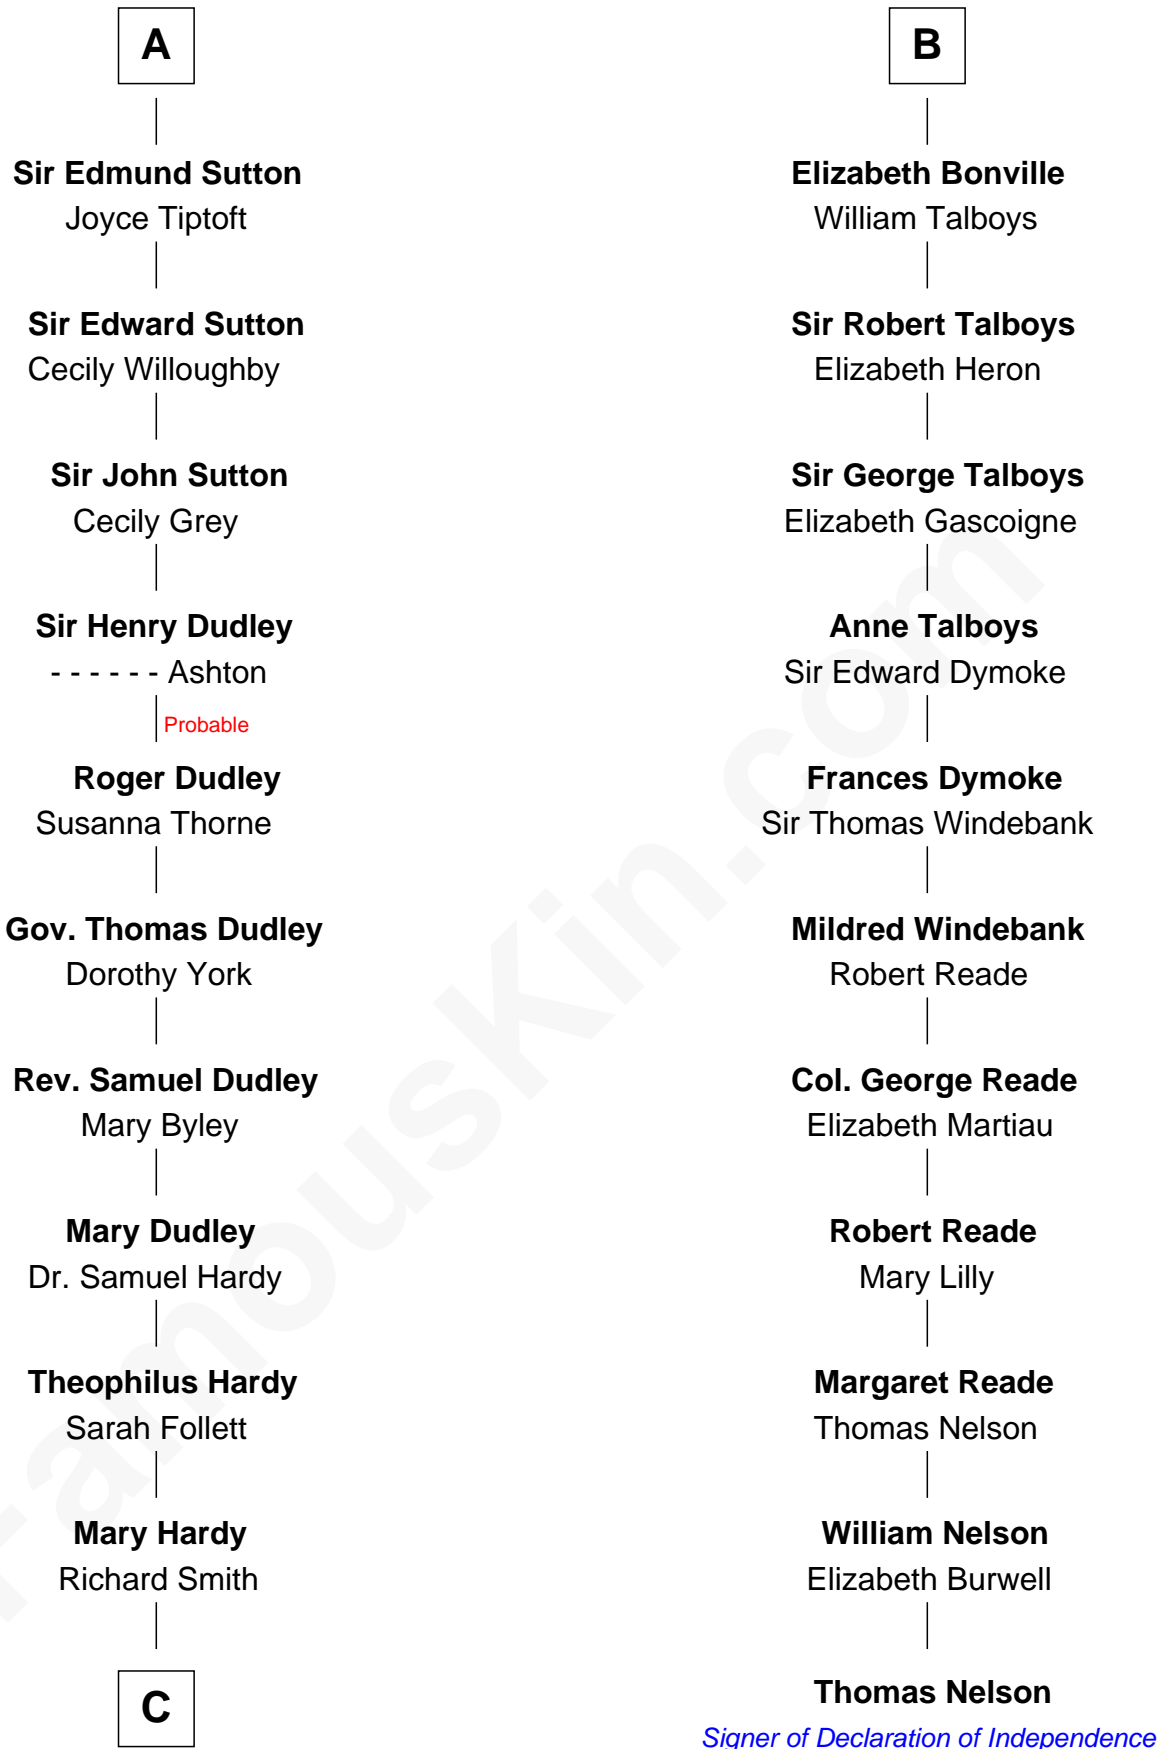 A
Sir Edmund Sutton
Joyce Tiptoft
Sir Edward Sutton
Cecily Willoughby
Sir John Sutton
Cecily Grey
Sir Henry Dudley
- - - - - - Ashton
Probable
Roger Dudley
Susanna Thorne
Gov. Thomas Dudley
Dorothy York
Rev. Samuel Dudley
Mary Byley
Mary Dudley
Dr. Samuel Hardy
Theophilus Hardy
Sarah Follett
Mary Hardy
Richard Smith
C
B
Elizabeth Bonville
William Talboys
Sir Robert Talboys
Elizabeth Heron
Sir George Talboys
Elizabeth Gascoigne
Anne Talboys
Sir Edward Dymoke
Frances Dymoke
Sir Thomas Windebank
Mildred Windebank
Robert Reade
Col. George Reade
Elizabeth Martiau
Robert Reade
Mary Lilly
Margaret Reade
Thomas Nelson
William Nelson
Elizabeth Burwell
Thomas Nelson
Signer of Declaration of Independence
FamousKin.com